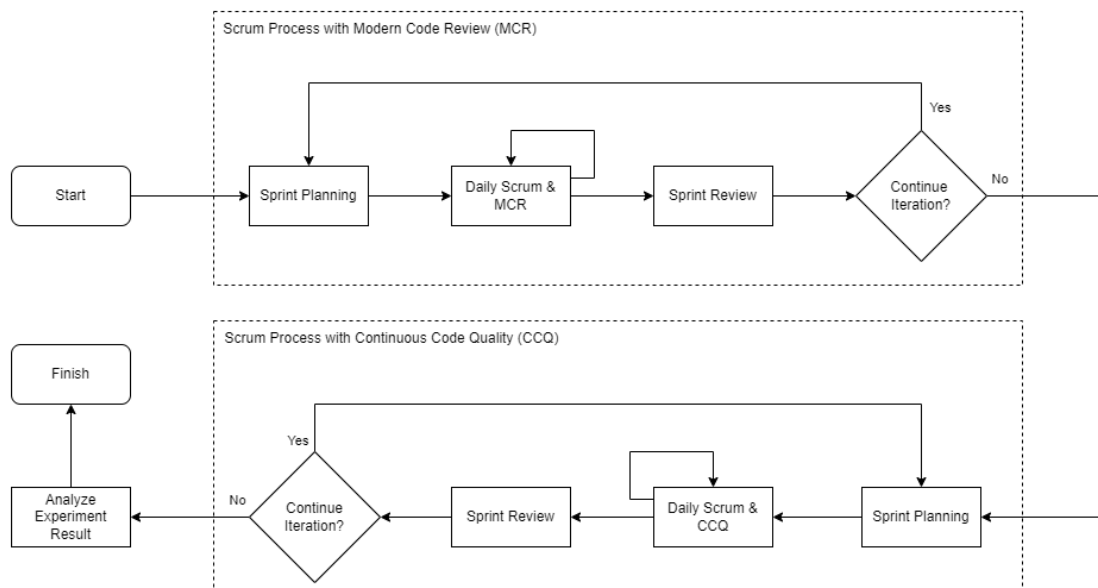 Scrum Process with Modern Code Review (MCR)
Yes
Start
Sprint Planning
Daily Scrum &
MCR
Sprint Review
Continue
Iteration?
No
Scrum Process with Continuous Code Quality (CCQ)
Finish
Yes
No
Analyze
Experiment
Result
Continue
Iteration?
Sprint Review
Daily Scrum &
CCQ
Sprint Planning